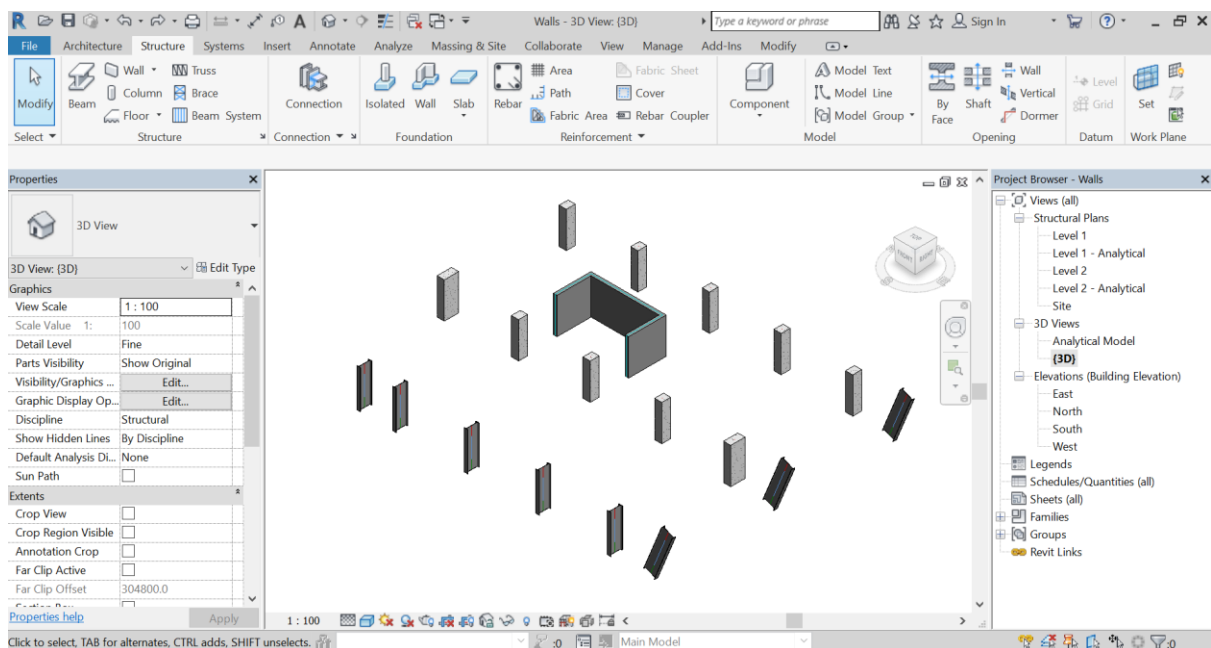 R A Walls - 3D View: {3D} Type a keyword or phrase Sign In
File Architecture Structure Systems Insert Annotate Analyze Massing & Site Collaborate View Manage Add-Ins Modify
Modify
Select
Beam
Wall Truss
Column Brace
Floor Beam System
Structure
Connection
Connection
Isolated Wall Slab
Foundation
Rebar
Area Fabric Sheet
Path Cover
Fabric Area Rebar Coupler
Reinforcement
Component
Model Text
Model Line
Model Group
Model
By Face
Shaft
Wall
Vertical
Dormer
Opening
Level
Grid
Datum
Set
Work Plane
Properties
3D View
3D View: {3D} Edit Type
Graphics
View Scale 1 : 100
Scale Value 1: 100
Detail Level Fine
Parts Visibility Show Original
Visibility/Graphics ... Edit...
Graphic Display Op... Edit...
Discipline Structural
Show Hidden Lines By Discipline
Default Analysis Di... None
Sun Path
Extents
Crop View
Crop Region Visible
Annotation Crop
Far Clip Active
Far Clip Offset 304800.0
Properties help Apply
TOP
FRONT RIGHT
1 : 100
Project Browser - Walls
Views (all)
Structural Plans
Level 1
Level 1 - Analytical
Level 2
Level 2 - Analytical
Site
3D Views
Analytical Model
{3D}
Elevations (Building Elevation)
East
North
South
West
Legends
Schedules/Quantities (all)
Sheets (all)
Families
Groups
Revit Links
Click to select, TAB for alternates, CTRL adds, SHIFT unselects. :0 Main Model :0